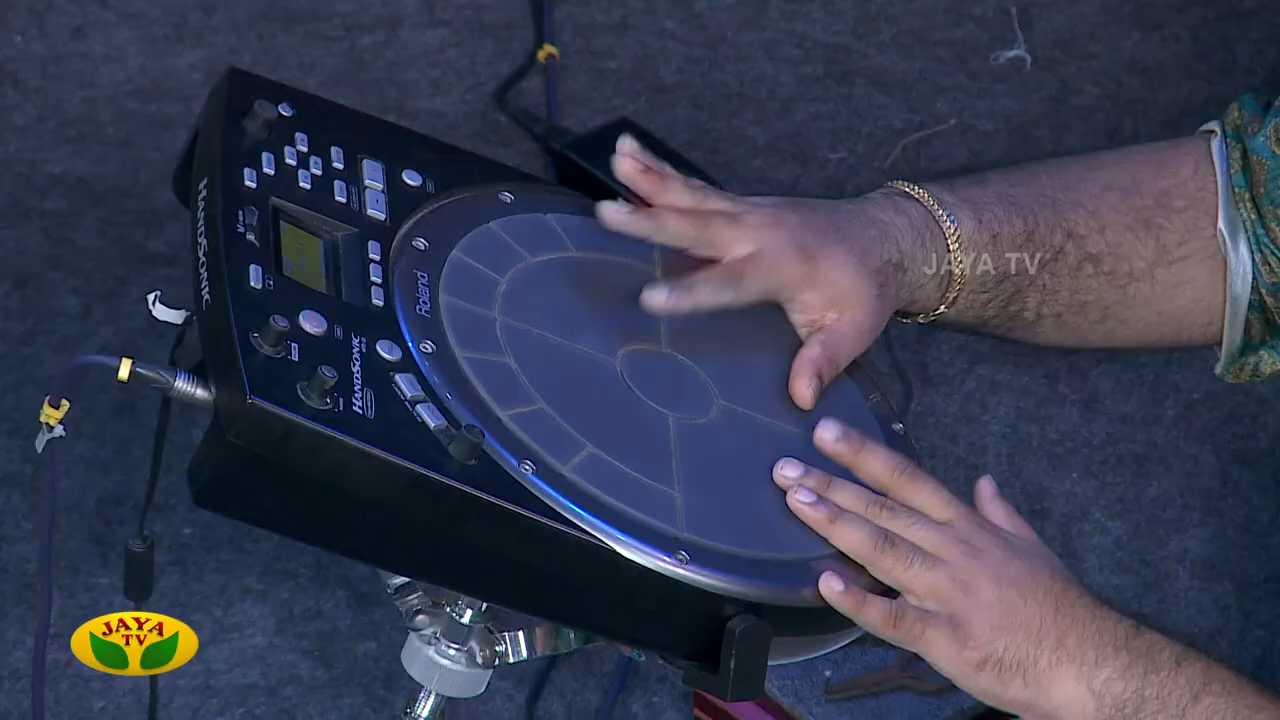 HANDSONIC
Roland
HANDSONIC
JAYA TV
JAYA
TV